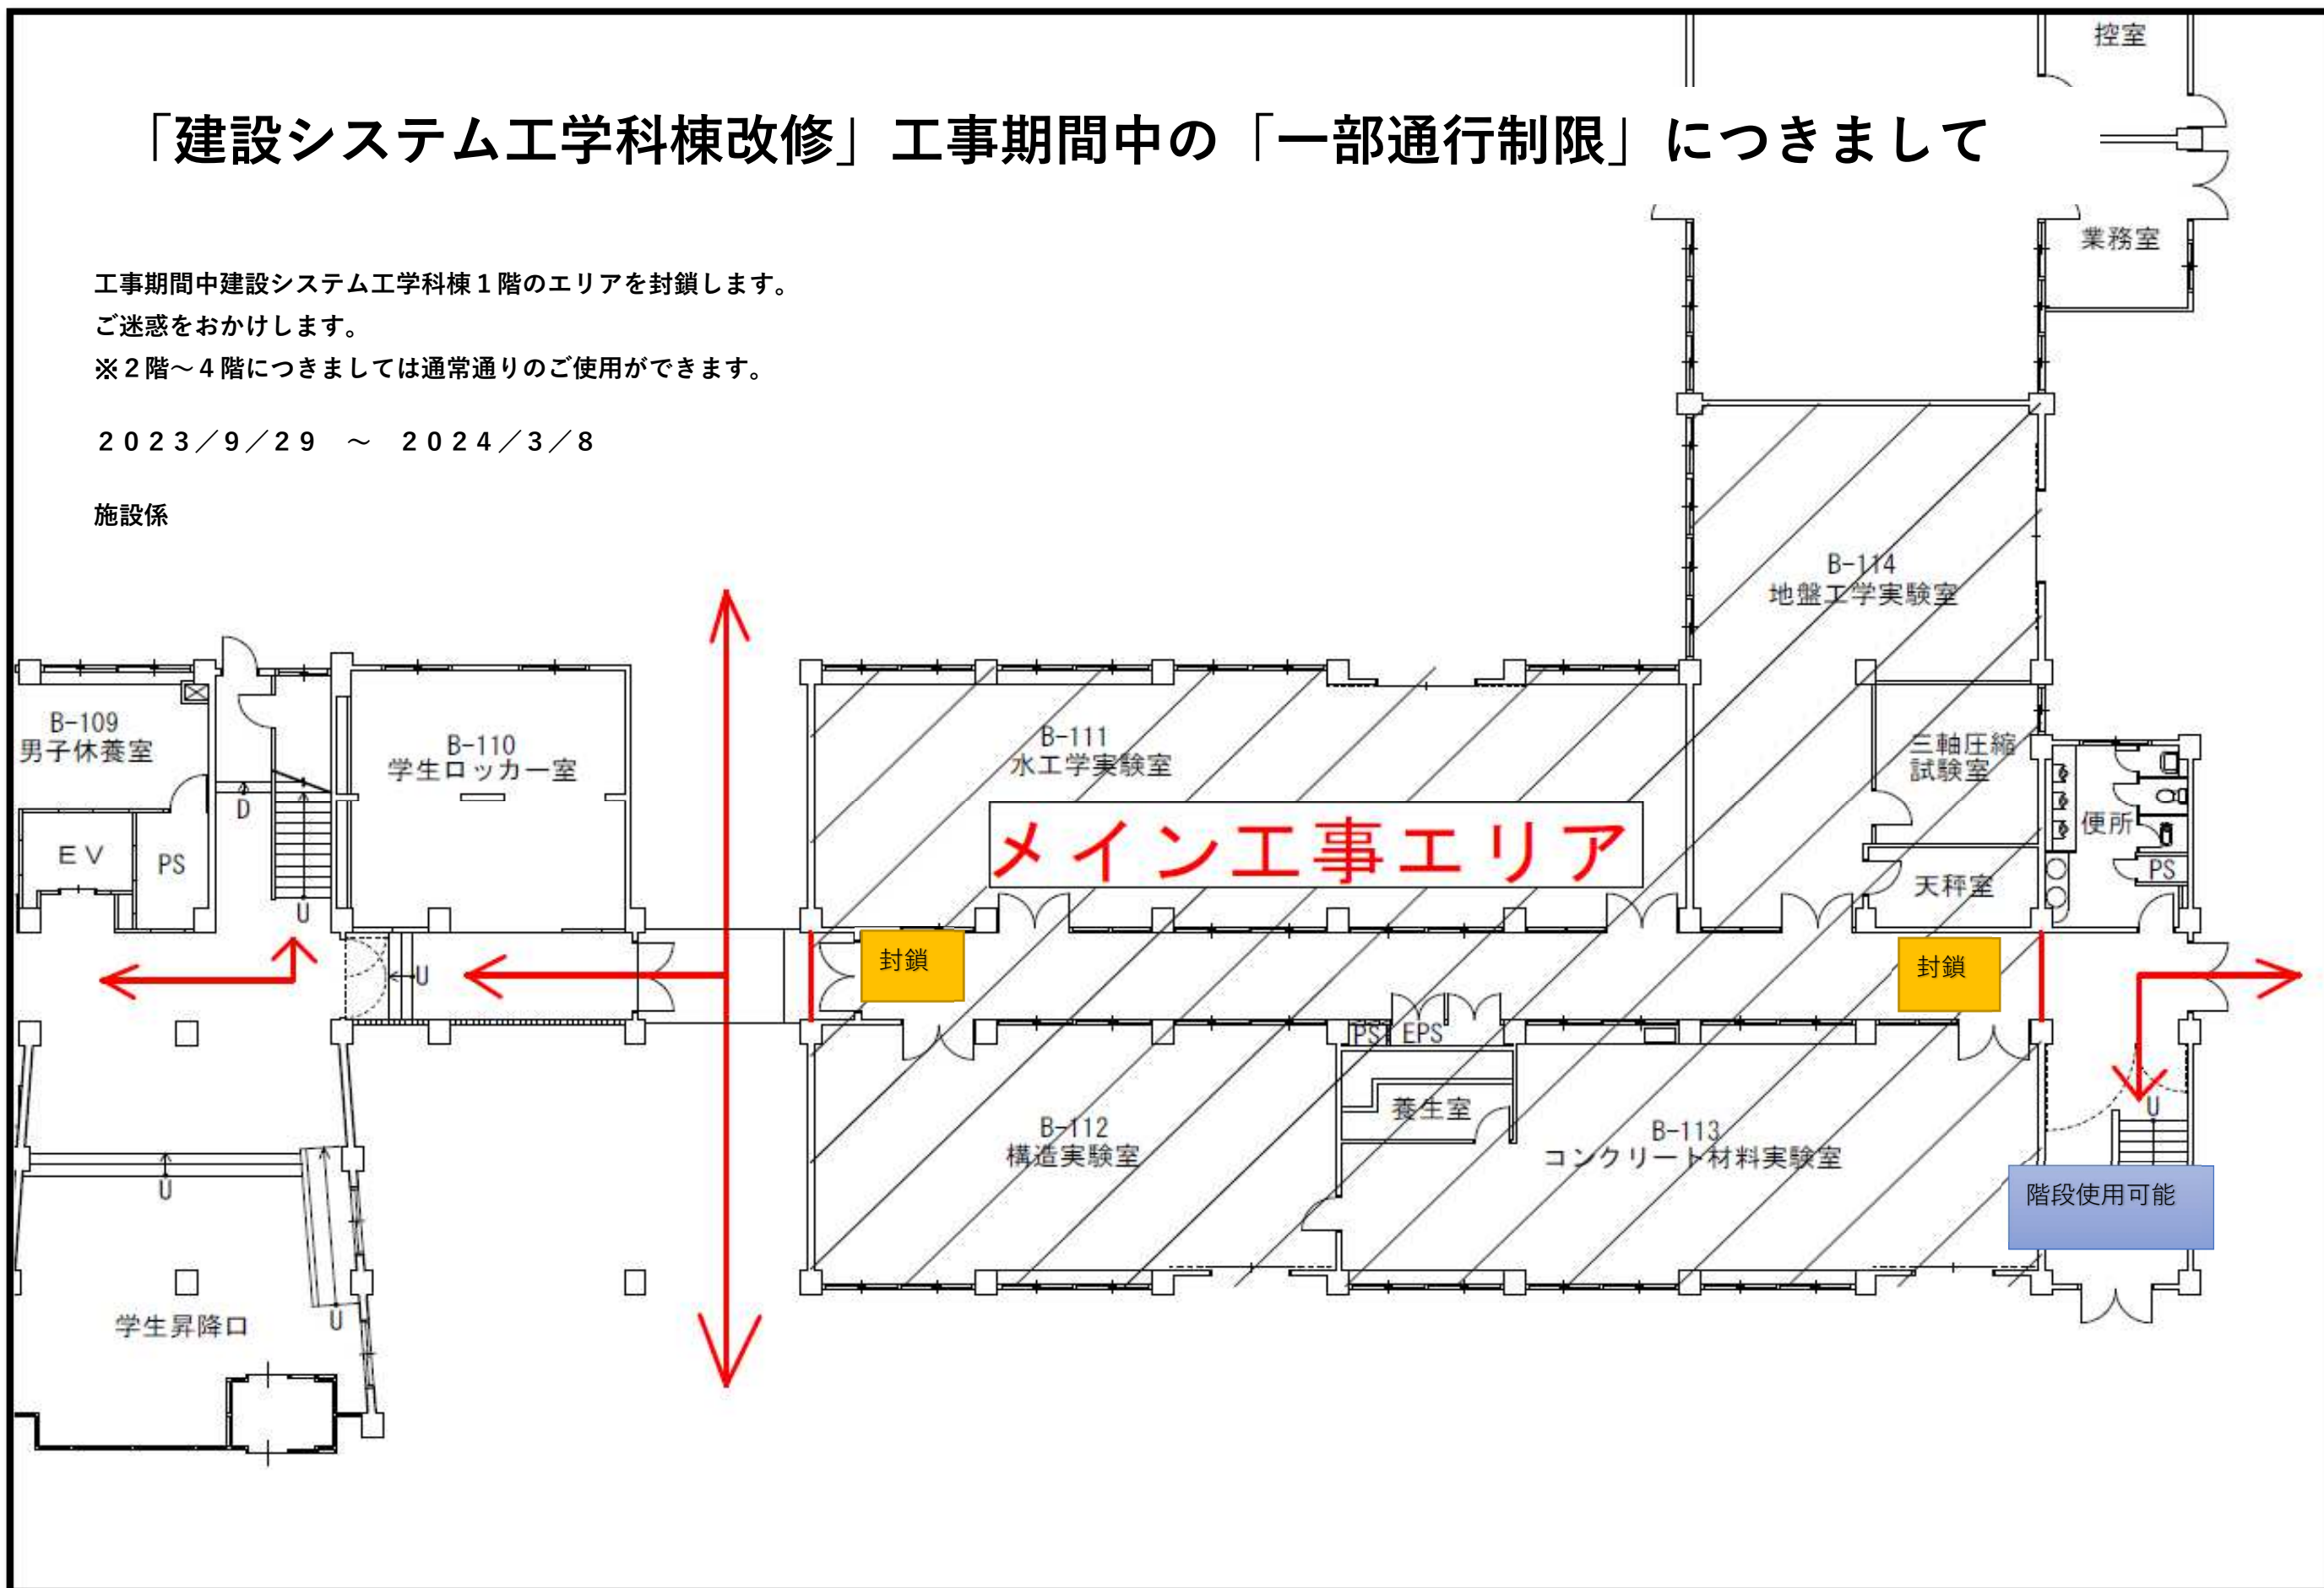 控室
「建設システム工学科棟改修」工事期間中の「一部通行制限」につきまして
業務室
工事期間中建設システム工学科棟１階のエリアを封鎖します。
ご迷惑をおかけします。
※２階～４階につきましては通常通りのご使用ができます。
２０２３／９／２９　～　２０２４／３／８
施設係
B-114
地盤工学実験室
B-109
男子休養室
B-110
学生ロッカー室
B-111
水工学実験室
三軸圧縮
試験室
メイン工事エリア
便所
D
EV
PS
天秤室
PS
U
封鎖
封鎖
U
PS
EPS
養生室
U
B-112
構造実験室
B-113
コンクリート材料実験室
U
階段使用可能
学生昇降口
U